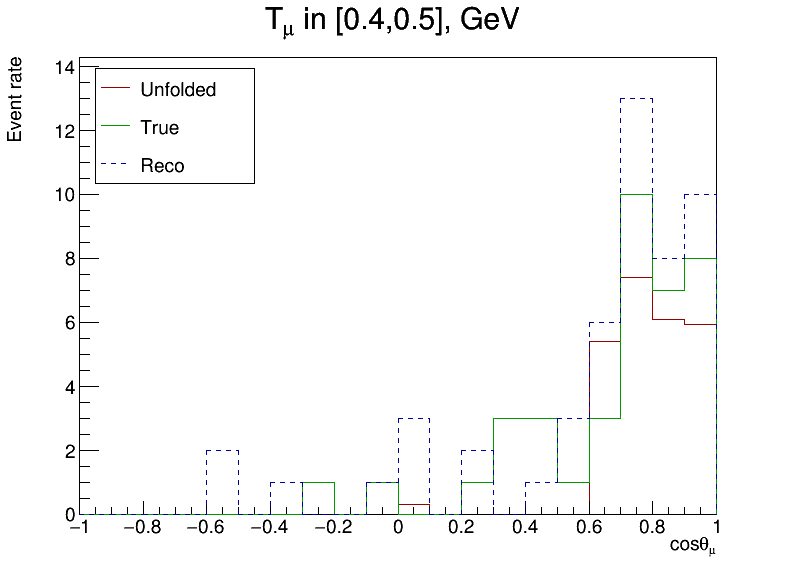 T_μ in [0.4,0.5], GeV
Event rate
Unfolded
True
Reco
14
12
10
8
6
4
2
0
−1 −0.8 −0.6 −0.4 −0.2 0 0.2 0.4 0.6 0.8 1
cosθ_μ